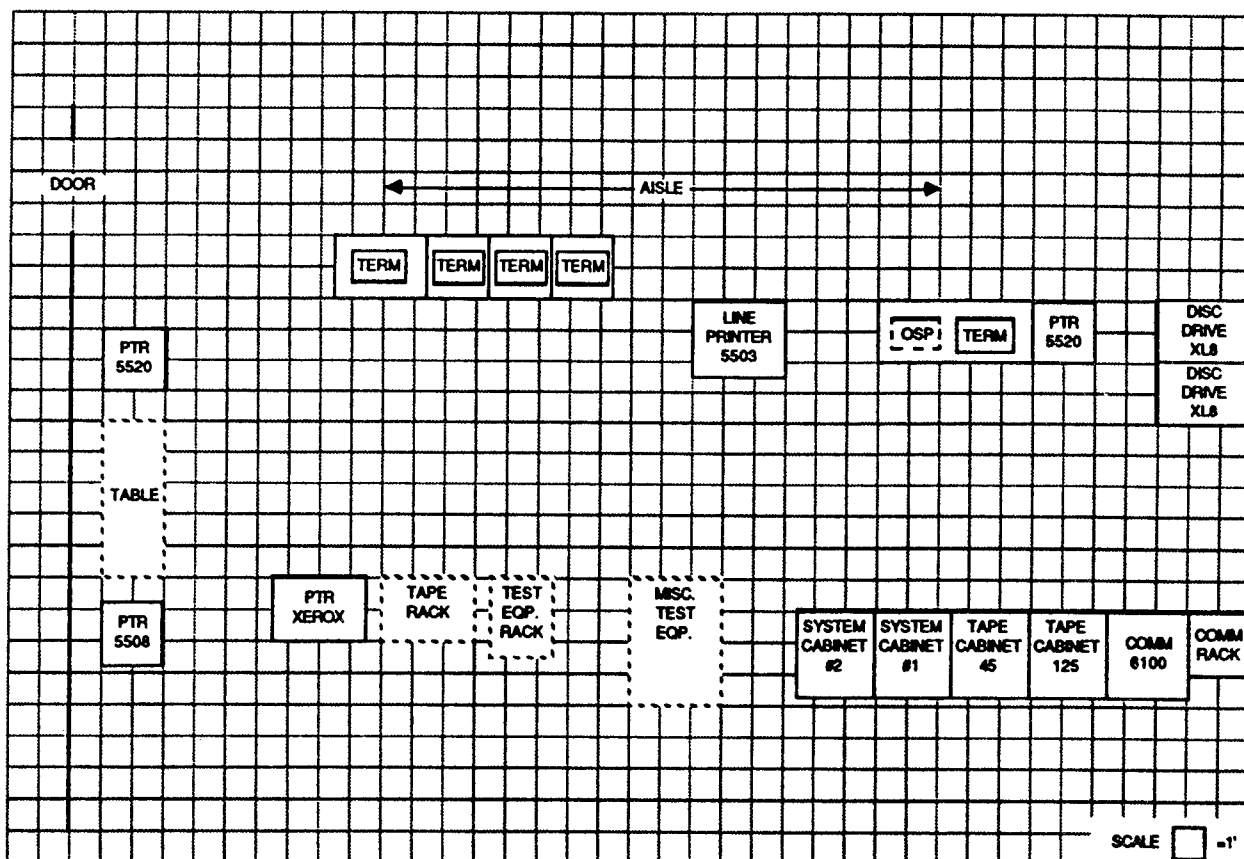 DOOR
AISLE
TERM
TERM
TERM
TERM
LINE
PRINTER
5503
OSP
TERM
PTR
5520
DISC
DRIVE
XL8
DISC
DRIVE
XL8
PTR
5520
TABLE
PTR
5508
PTR
XEROX
TAPE
RACK
TEST
EQP.
RACK
MISC.
TEST
EQP.
SYSTEM
CABINET
#2
SYSTEM
CABINET
#1
TAPE
CABINET
45
TAPE
CABINET
125
COMM
6100
COMM
RACK
SCALE =1'